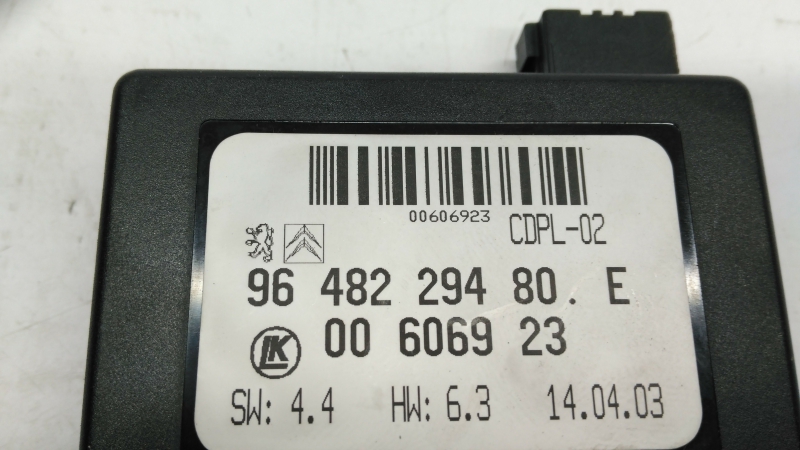 00606923
CDPL-02
96 482 294 80. E
LK
00 6069 23
SW: 4.4 HW: 6.3 14.04.03